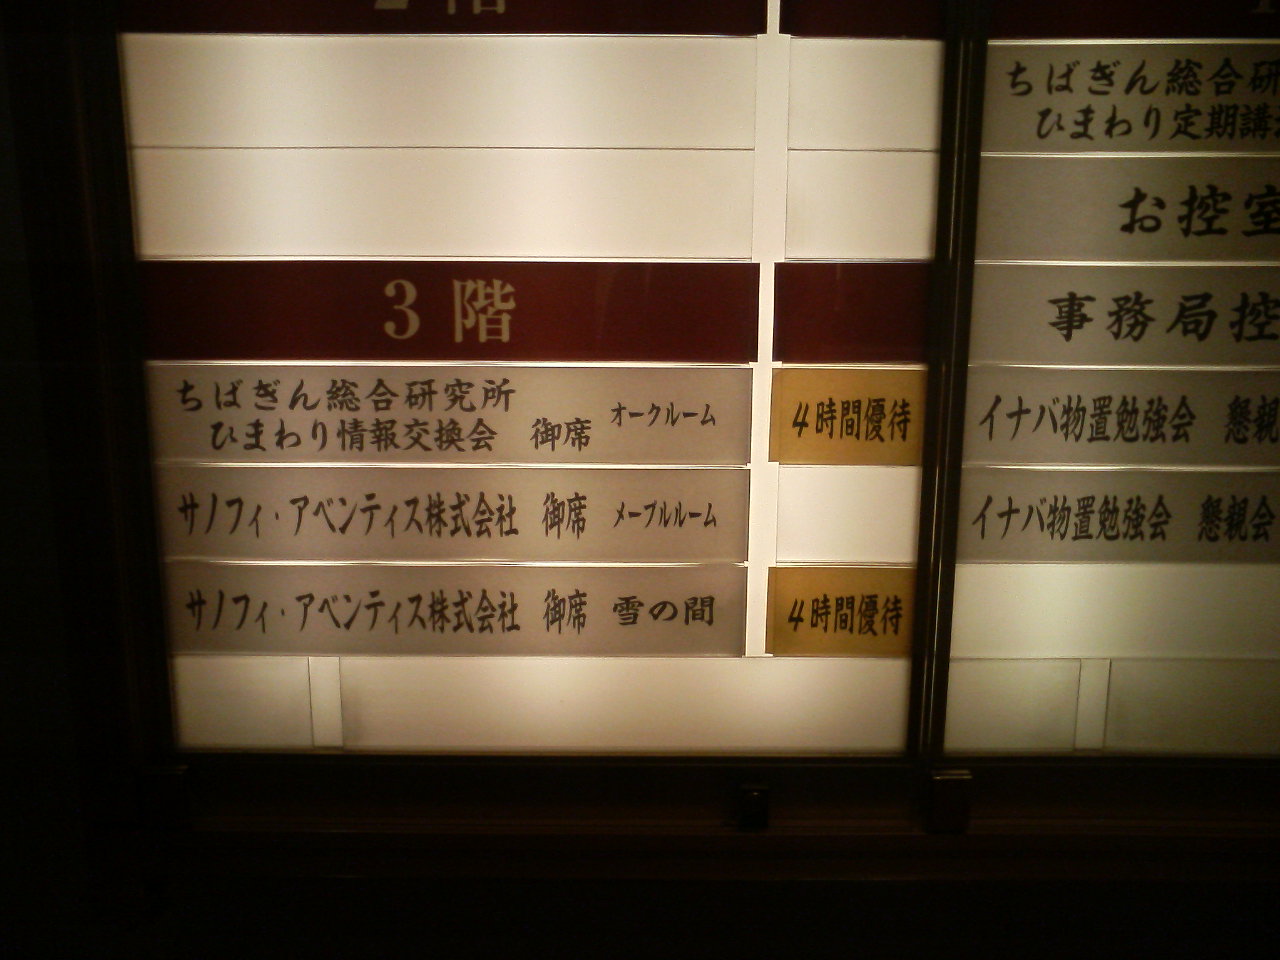 階
3 階
ちばぎん総合研究所
ひまわり情報交換会 御席 オークルーム
4時間優待
サノフィ・アベンティス株式会社 御席 メープルルーム
サノフィ・アベンティス株式会社 御席 雪の間
4時間優待
ちばぎん総合研
ひまわり定期講
お控室
事務局控
イナバ物置勉強会 懇親
イナバ物置勉強会 懇親会